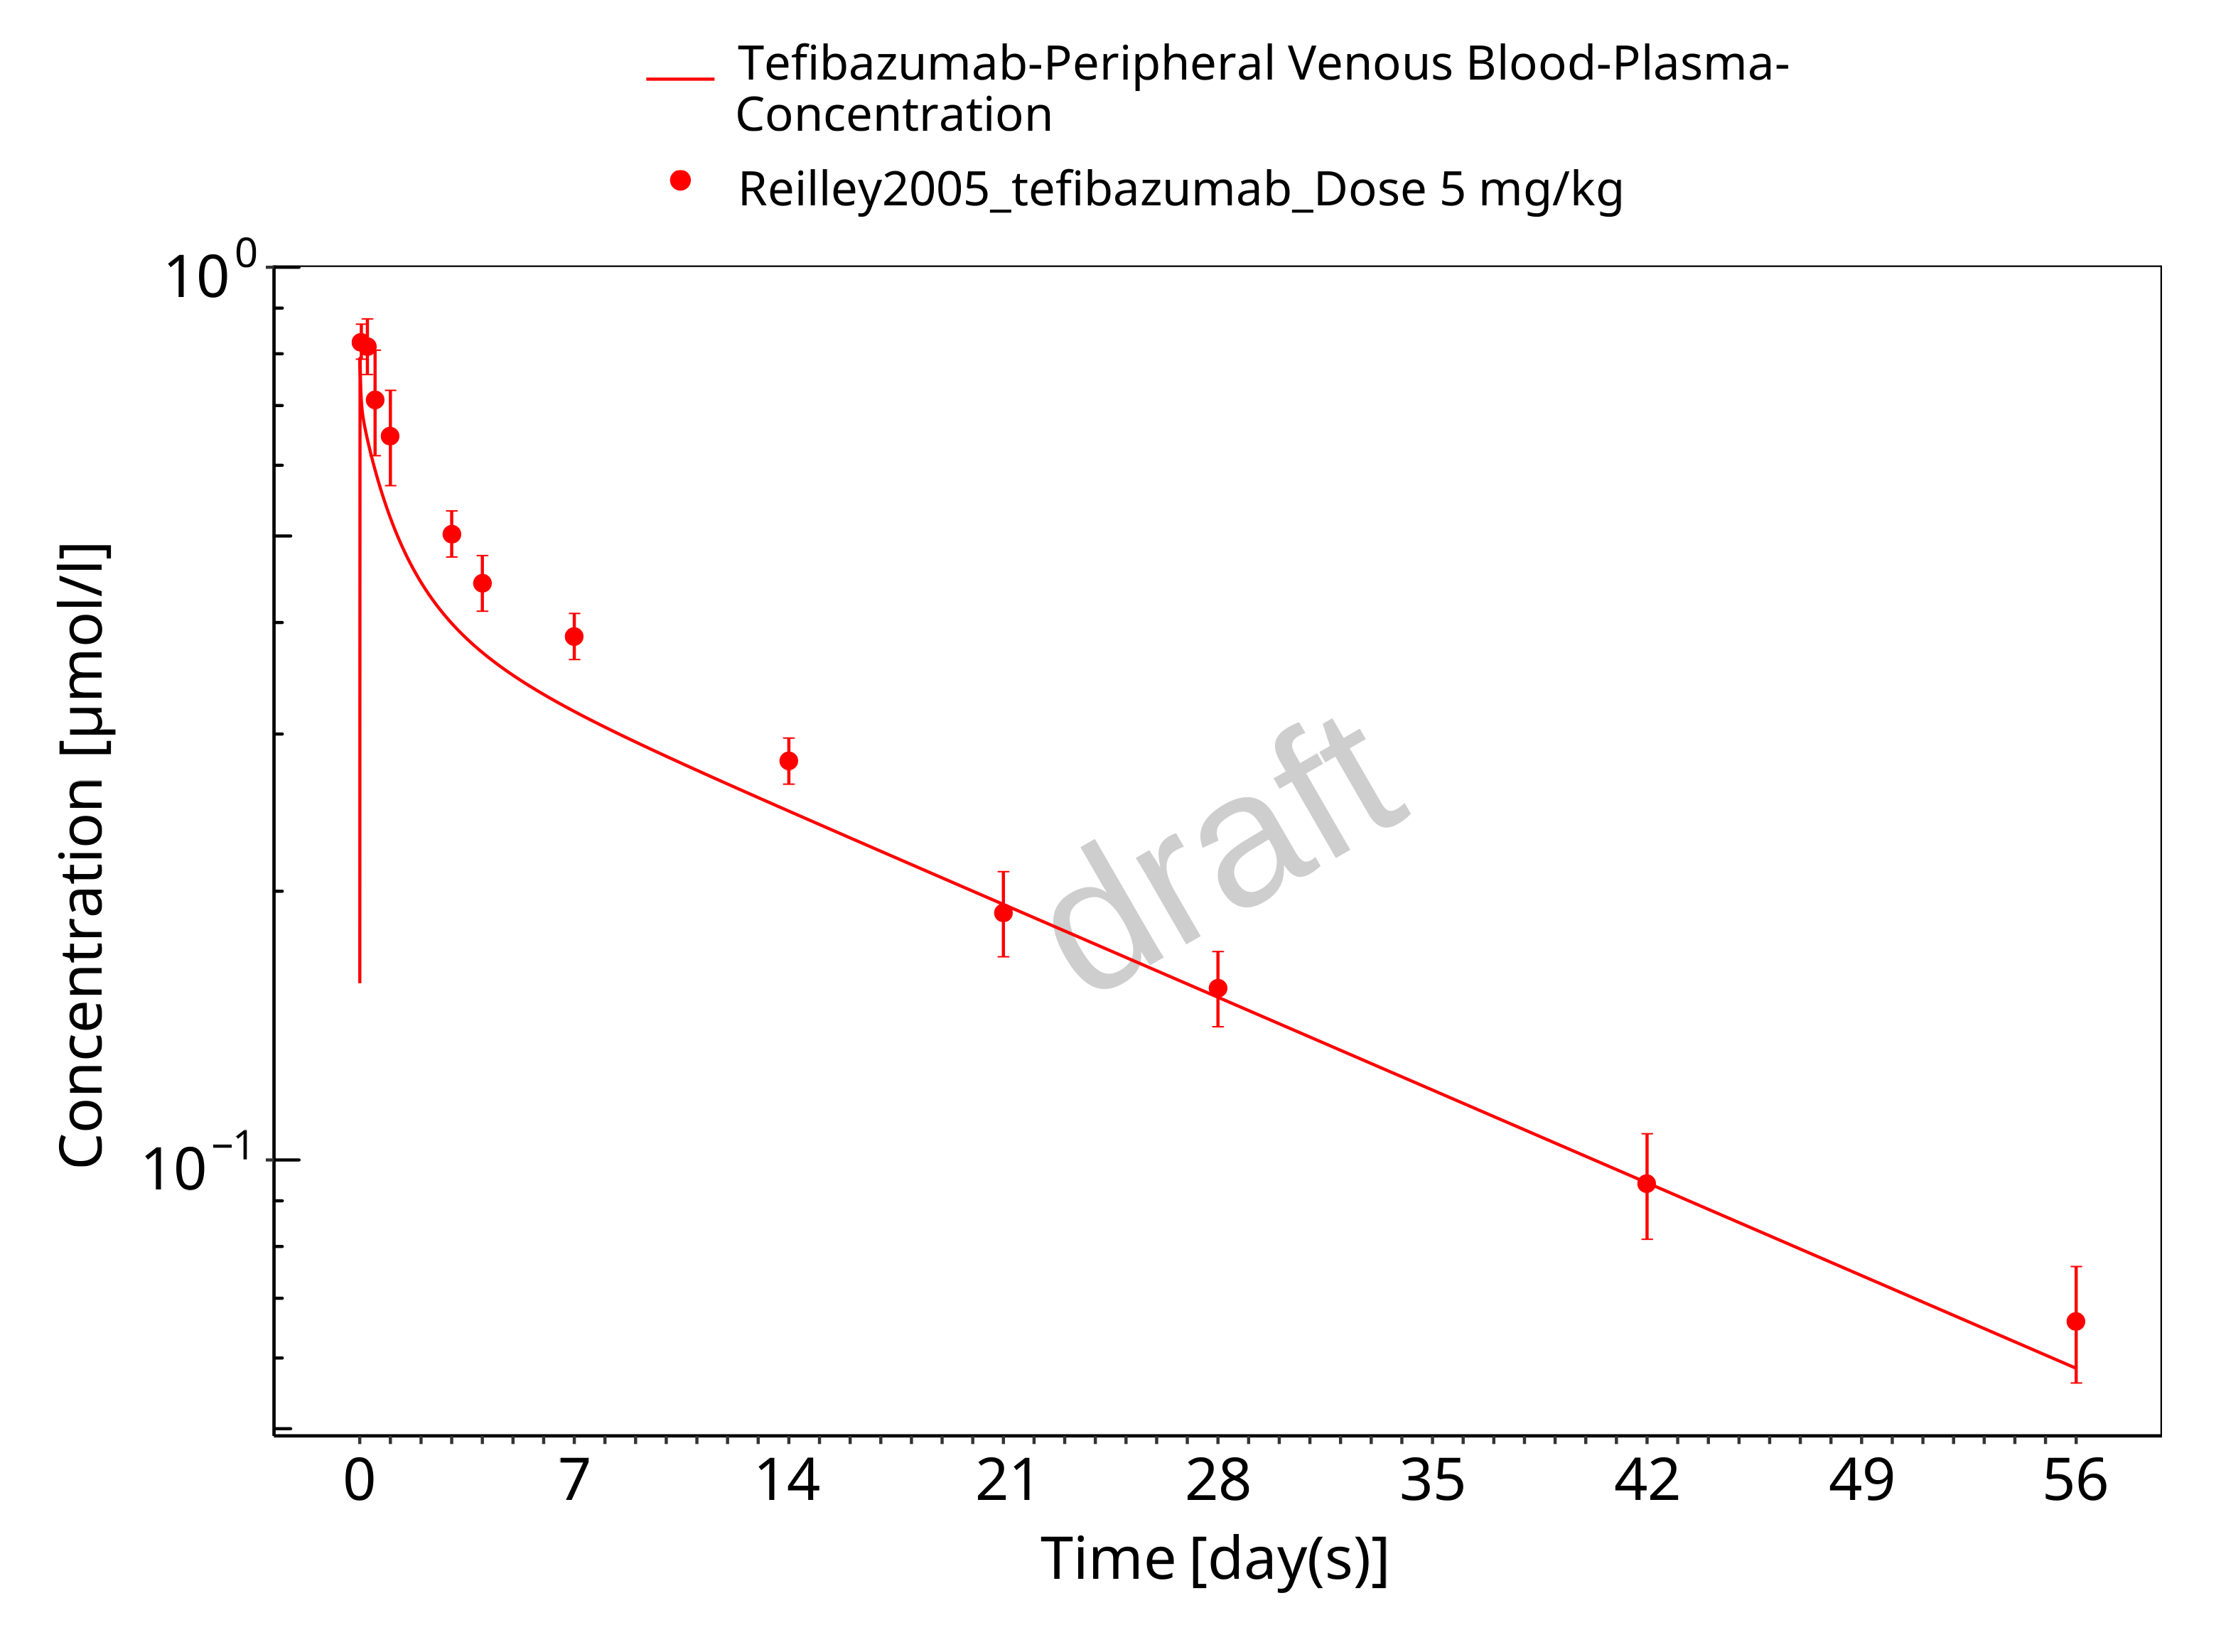 Tefibazumab-Peripheral Venous Blood-Plasma-
Concentration
Reilley2005_tefibazumab_Dose 5 mg/kg
10⁰
10⁻¹
Concentration [µmol/l]
draft
0 7 14 21 28 35 42 49 56
Time [day(s)]